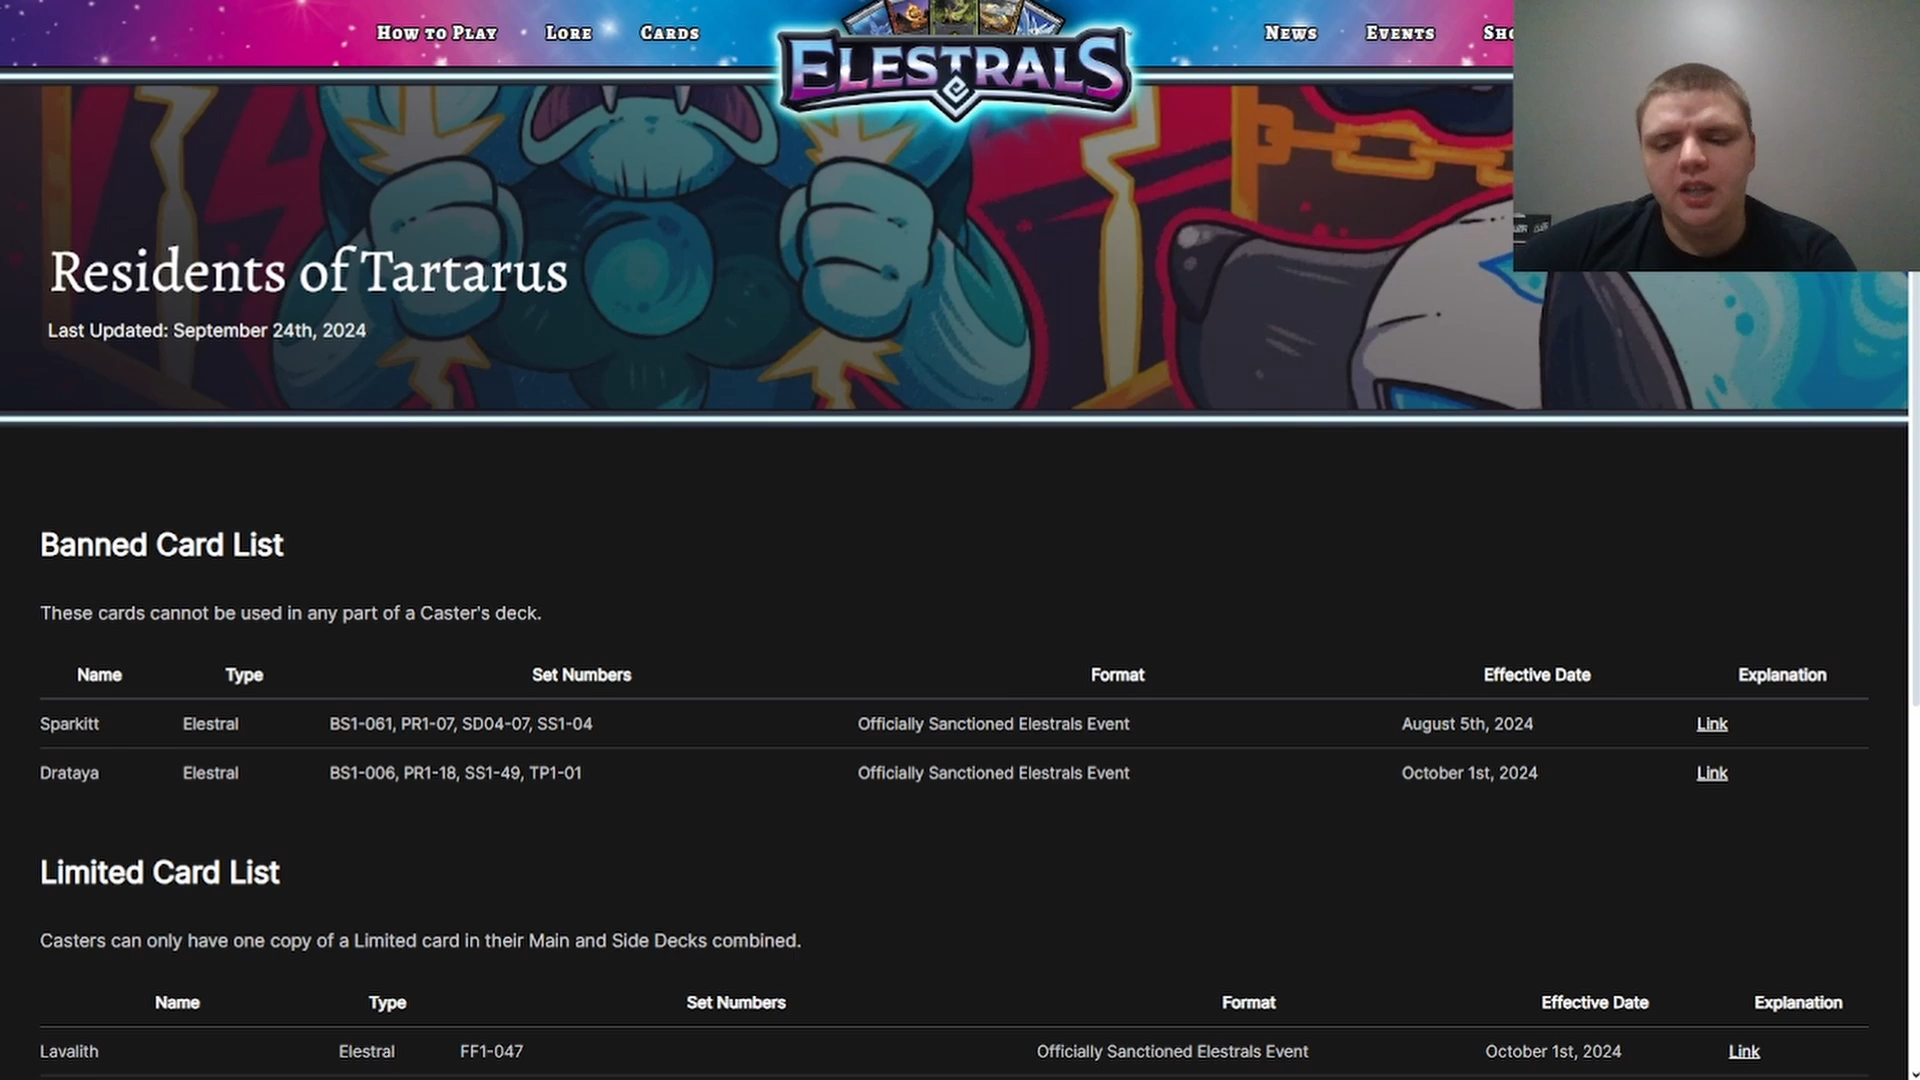 How to Play Lore Cards ELESTRALS News Events Sho
Residents of Tartarus
Last Updated: September 24th, 2024
Banned Card List
These cards cannot be used in any part of a Caster's deck.
Name Type Set Numbers Format Effective Date Explanation
Sparkitt Elestral BS1-061, PR1-07, SD04-07, SS1-04 Officially Sanctioned Elestrals Event August 5th, 2024 Link
Drataya Elestral BS1-006, PR1-18, SS1-49, TP1-01 Officially Sanctioned Elestrals Event October 1st, 2024 Link
Limited Card List
Casters can only have one copy of a Limited card in their Main and Side Decks combined.
Name Type Set Numbers Format Effective Date Explanation
Lavalith Elestral FF1-047 Officially Sanctioned Elestrals Event October 1st, 2024 Link